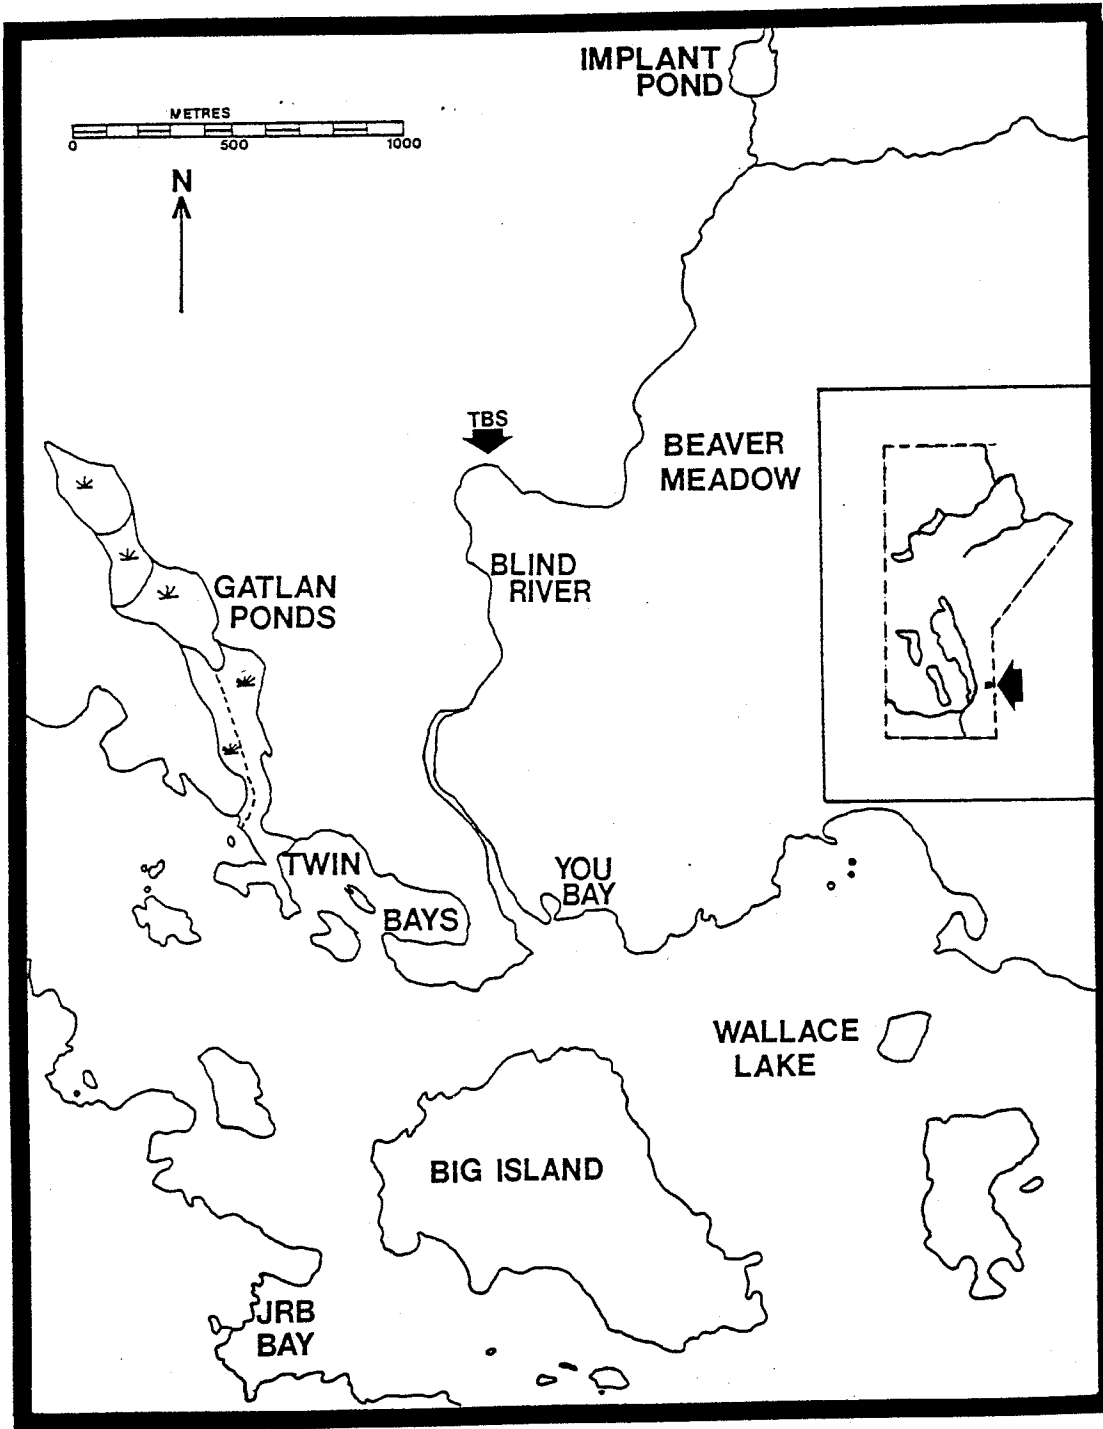 IMPLANT
POND
METRES
0 500 1000
N
TBS
BEAVER
MEADOW
BLIND
RIVER
GATLAN
PONDS
TWIN
BAYS
YOU
BAY
WALLACE
LAKE
BIG ISLAND
JRB
BAY